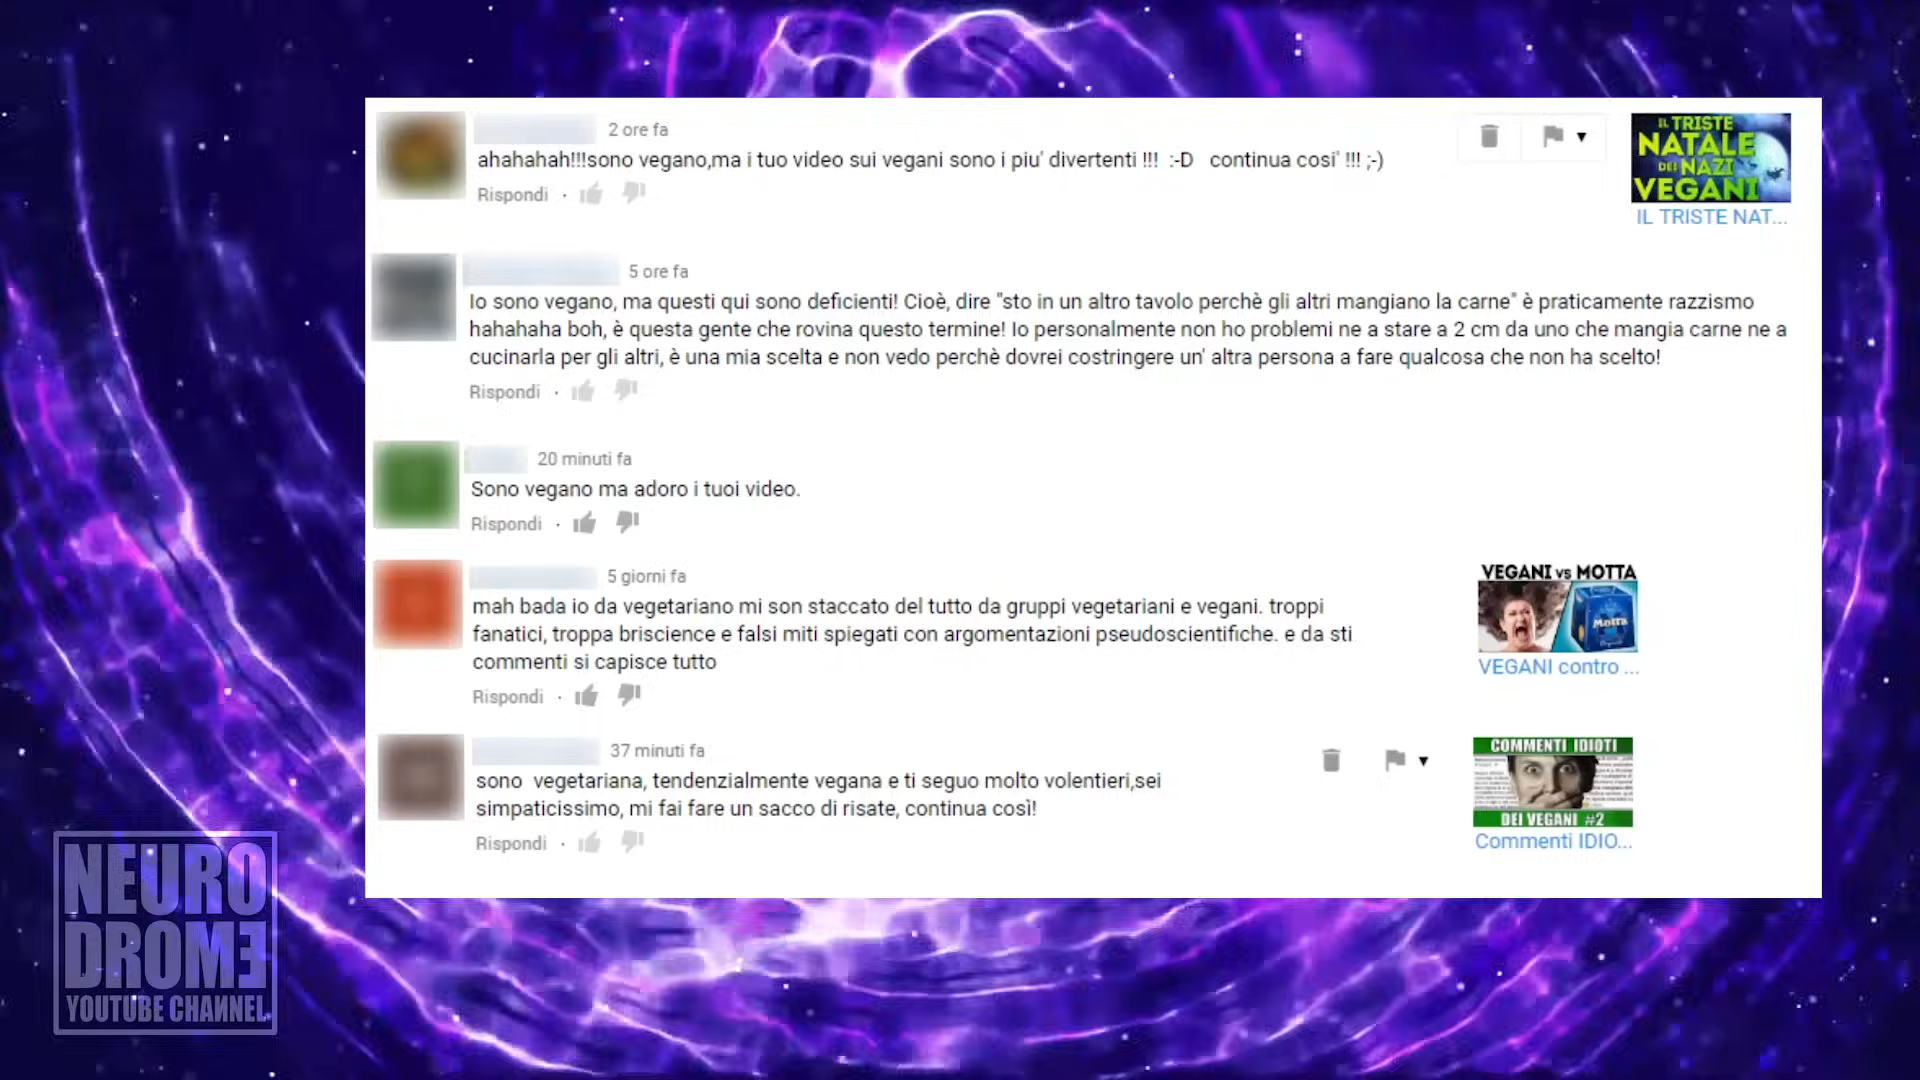 2 ore fa
ahahahah!!!sono vegano,ma i tuo video sui vegani sono i piu' divertenti !!! :-D continua cosi' !!! ;-)
Rispondi ·
IL TRISTE
NATALE
DEI NAZI
VEGANI
IL TRISTE NAT...
5 ore fa
Io sono vegano, ma questi qui sono deficienti! Cioè, dire "sto in un altro tavolo perchè gli altri mangiano la carne" è praticamente razzismo
hahahaha boh, è questa gente che rovina questo termine! Io personalmente non ho problemi ne a stare a 2 cm da uno che mangia carne ne a
cucinarla per gli altri, è una mia scelta e non vedo perchè dovrei costringere un' altra persona a fare qualcosa che non ha scelto!
Rispondi ·
20 minuti fa
Sono vegano ma adoro i tuoi video.
Rispondi ·
5 giorni fa
mah bada io da vegetariano mi son staccato del tutto da gruppi vegetariani e vegani. troppi
fanatici, troppa briscience e falsi miti spiegati con argomentazioni pseudoscientifiche. e da sti
commenti si capisce tutto
Rispondi ·
VEGANI vs MOTTA
Motta
VEGANI contro ...
37 minuti fa
sono vegetariana, tendenzialmente vegana e ti seguo molto volentieri,sei
simpaticissimo, mi fai fare un sacco di risate, continua così!
Rispondi ·
COMMENTI IDIOTI
DEI VEGANI #2
Commenti IDIO...
NEURO
DROMƎ
YOUTUBE CHANNEL